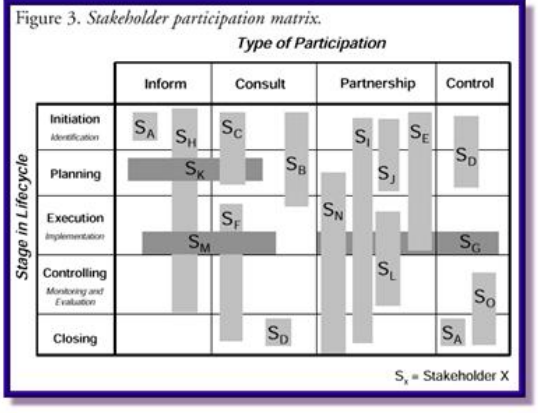 Figure 3. Stakeholder participation matrix.
Type of Participation
Inform Consult Partnership Control
Stage in Lifecycle
Initiation
Identification
Planning
Execution
Implementation
Controlling
Monitoring and
Evaluation
Closing
SA SH SC SB SI SJ SE SD
SK
SN
SF
SM SG
SL
SO
SD SA
Sx = Stakeholder X